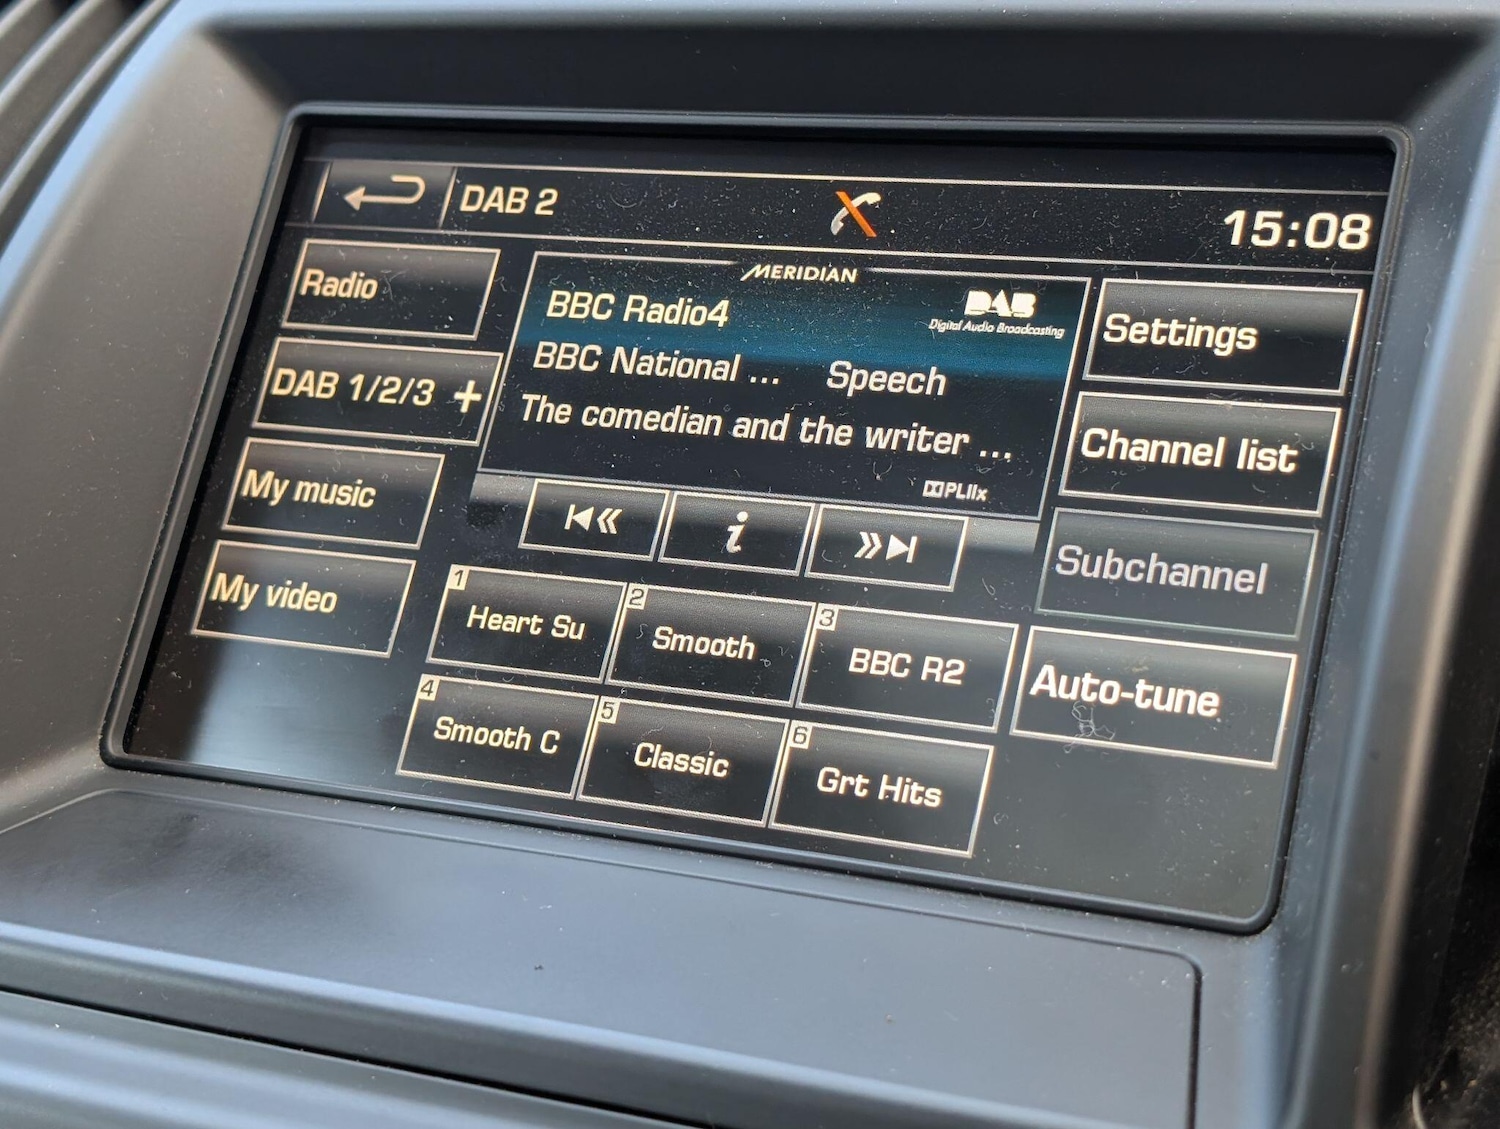 DAB 2
15:08
Radio
DAB 1/2/3 +
My music
My video
MERIDIAN
BBC Radio4
DAB
Digital Audio Broadcasting
BBC National ... Speech
The comedian and the writer ...
PLIIx
i
1 Heart Su
2 Smooth
3 BBC R2
4 Smooth C
5 Classic
6 Grt Hits
Settings
Channel list
Subchannel
Auto-tune